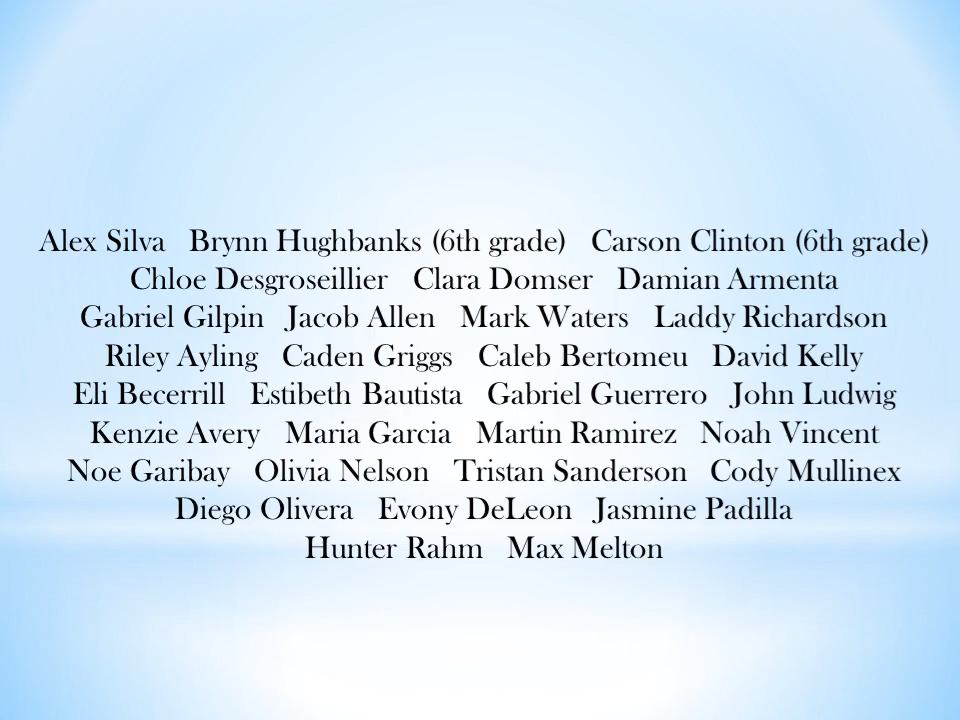 Alex Silva Brynn Hughbanks (6th grade) Carson Clinton (6th grade)
Chloe Desgroseillier Clara Domser Damian Armenta
Gabriel Gilpin Jacob Allen Mark Waters Laddy Richardson
Riley Ayling Caden Griggs Caleb Bertomeu David Kelly
Eli Becerrill Estibeth Bautista Gabriel Guerrero John Ludwig
Kenzie Avery Maria Garcia Martin Ramirez Noah Vincent
Noe Garibay Olivia Nelson Tristan Sanderson Cody Mullinex
Diego Olivera Evony DeLeon Jasmine Padilla
Hunter Rahm Max Melton